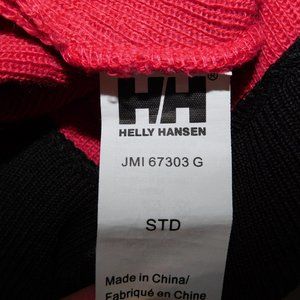 HH®
HELLY HANSEN
JMI 67303 G
STD
Made in China/
Fabriqué en Chine